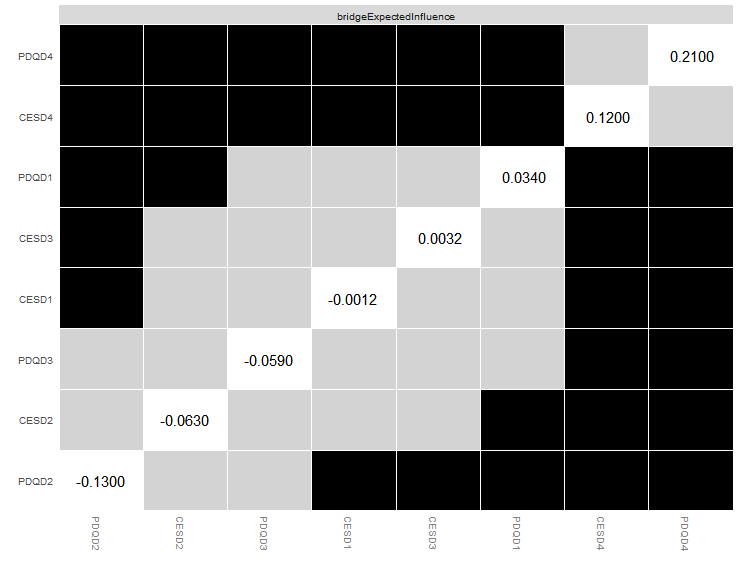 bridgeExpectedInfluence
PDQD4 0.2100
CESD4 0.1200
PDQD1 0.0340
CESD3 0.0032
CESD1 -0.0012
PDQD3 -0.0590
CESD2 -0.0630
PDQD2 -0.1300
PDQD2 CESD2 PDQD3 CESD1 CESD3 PDQD1 CESD4 PDQD4